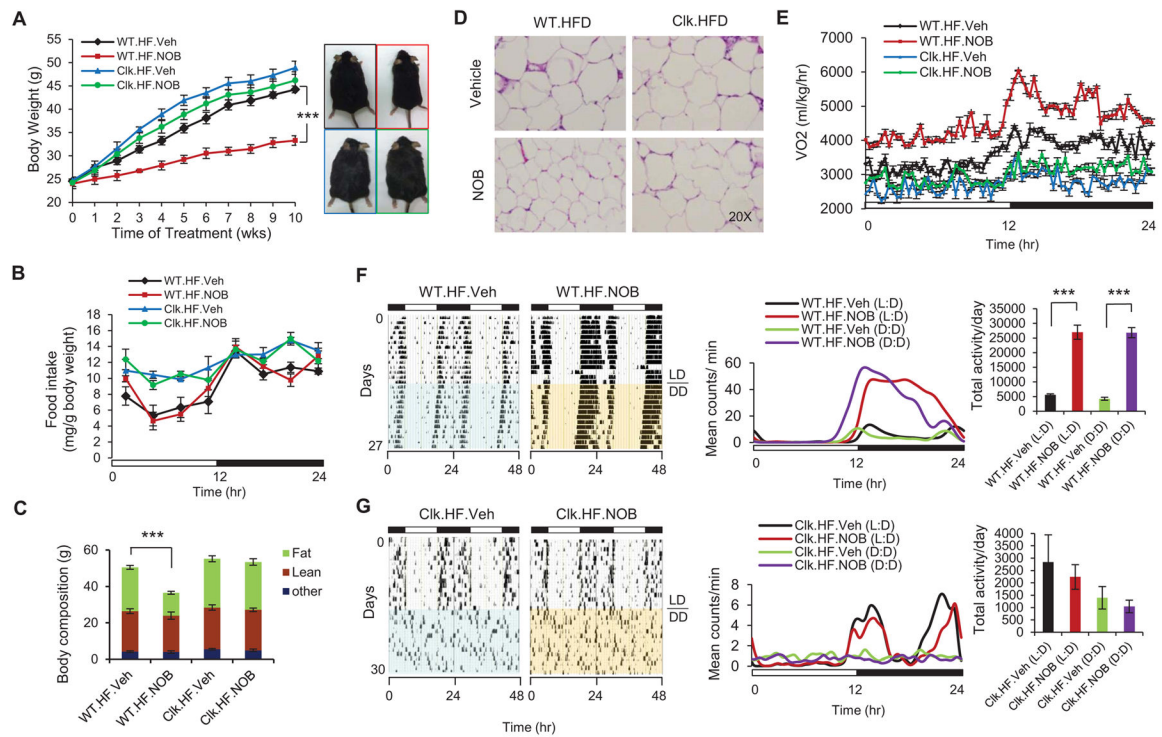 A
WT.HF.Veh
WT.HF.NOB
Clk.HF.Veh
Clk.HF.NOB
Body Weight (g)
50
45
40
35
30
25
20
***
0 1 2 3 4 5 6 7 8 9 10
Time of Treatment (wks)
D
WT.HFD Clk.HFD
Vehicle
NOB
20X
E
WT.HF.Veh
WT.HF.NOB
Clk.HF.Veh
Clk.HF.NOB
VO2 (ml/kg/hr)
7000
6000
5000
4000
3000
2000
0 12 24
Time (hr)
B
WT.HF.Veh
WT.HF.NOB
Clk.HF.Veh
Clk.HF.NOB
Food intake
(mg/g body weight)
18
16
14
12
10
8
6
4
2
0
0 12 24
Time (hr)
C
***
Fat
Lean
other
Body composition (g)
60
40
20
0
WT.HF.Veh
WT.HF.NOB
Clk.HF.Veh
Clk.HF.NOB
F
WT.HF.Veh WT.HF.NOB
0
Days
27
LD
DD
0 24 48 0 24 48
WT.HF.Veh (L:D)
WT.HF.NOB (L:D)
WT.HF.Veh (D:D)
WT.HF.NOB (D:D)
Mean counts/ min
60
40
20
0
0 12 24
Time (hr)
*** ***
Total activity/day
35000
30000
25000
20000
15000
10000
5000
0
WT.HF.Veh (L:D)
WT.HF.NOB (L:D)
WT.HF.Veh (D:D)
WT.HF.NOB (D:D)
G
Clk.HF.Veh Clk.HF.NOB
0
Days
30
LD
DD
0 24 48 0 24 48
Time (hr)
Clk.HF.Veh (L:D)
Clk.HF.NOB (L:D)
Clk.HF.Veh (D:D)
Clk.HF.NOB (D:D)
Mean counts/min
8
6
4
2
0
0 12 24
Time (hr)
Total activity/day
4000
3500
3000
2500
2000
1500
1000
500
0
Clk.HF.Veh (L:D)
Clk.HF.NOB (L:D)
Clk.HF.Veh (D:D)
Clk.HF.NOB (D:D)